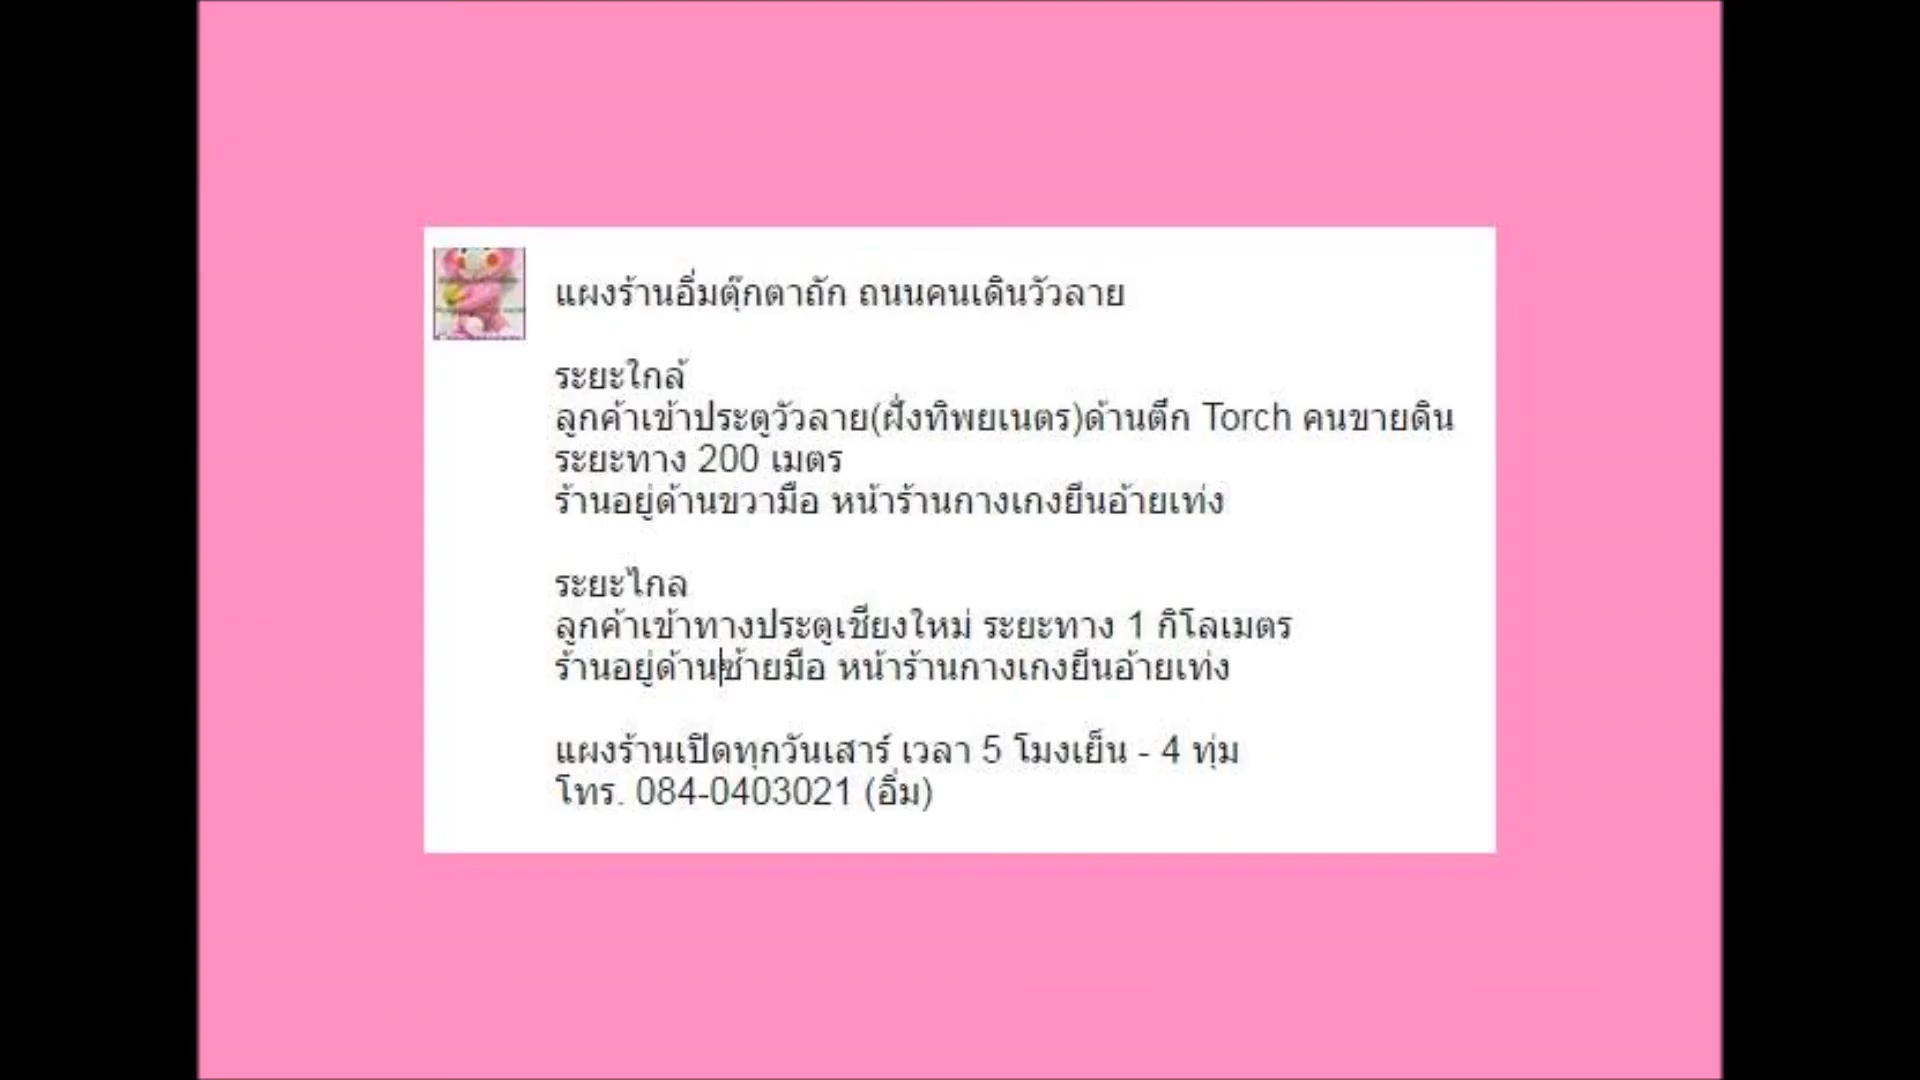 แผงร้านอิ่มตุ๊กตาถัก ถนนคนเดินวัวลาย
ระยะใกล้
ลูกค้าเข้าประตูวัวลาย(ฝั่งทิพยเนตร)ด้านตึก Torch คนขายดิน
ระยะทาง 200 เมตร
ร้านอยู่ด้านขวามือ หน้าร้านกางเกงยีนอ้ายเท่ง
ระยะไกล
ลูกค้าเข้าทางประตูเชียงใหม่ ระยะทาง 1 กิโลเมตร
ร้านอยู่ด้านซ้ายมือ หน้าร้านกางเกงยีนอ้ายเท่ง
แผงร้านเปิดทุกวันเสาร์ เวลา 5 โมงเย็น - 4 ทุ่ม
โทร. 084-0403021 (อิ่ม)